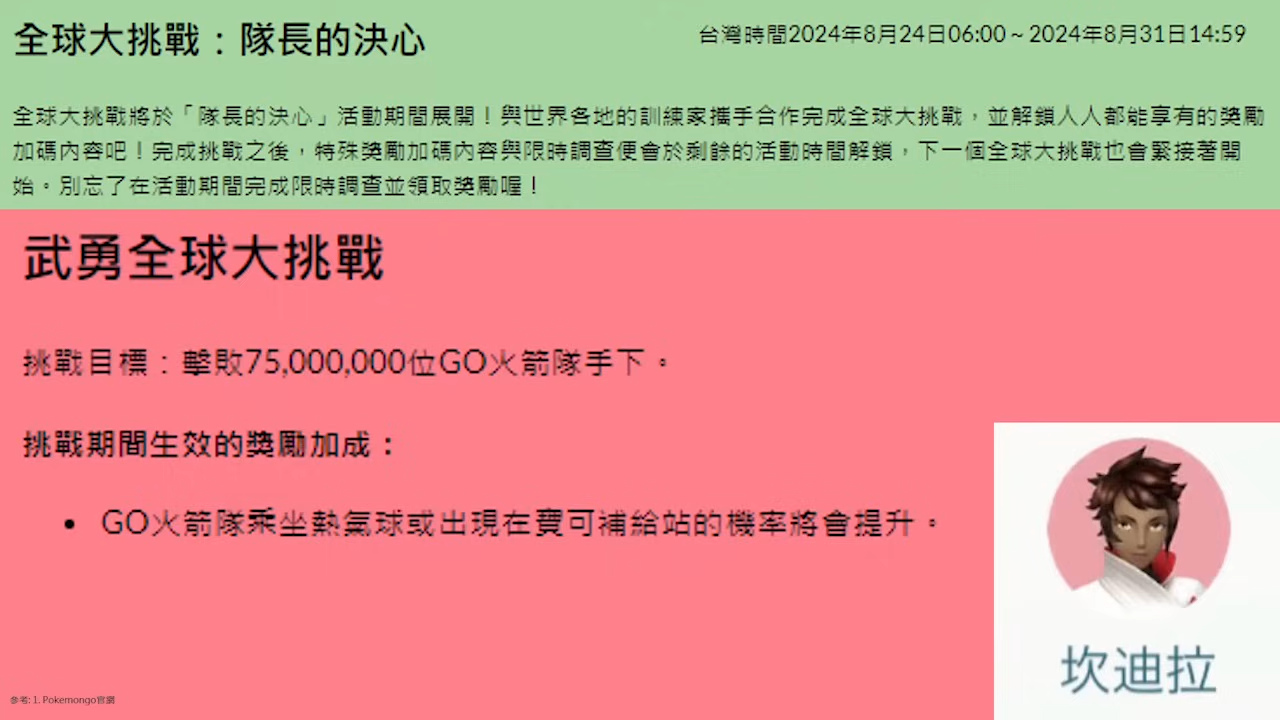 全球大挑戰：隊長的決心
台灣時間2024年8月24日06:00 ~ 2024年8月31日14:59
全球大挑戰將於「隊長的決心」活動期間展開！與世界各地的訓練家攜手合作完成全球大挑戰，並解鎖人人都能享有的獎勵
加碼內容吧！完成挑戰之後，特殊獎勵加碼內容與限時調查便會於剩餘的活動時間解鎖，下一個全球大挑戰也會緊接著開
始。別忘了在活動期間完成限時調查並領取獎勵喔！
武勇全球大挑戰
挑戰目標：擊敗75,000,000位GO火箭隊手下。
挑戰期間生效的獎勵加成：
• GO火箭隊乘坐熱氣球或出現在寶可補給站的機率將會提升。
坎迪拉
參考: 1. Pokemongo官網